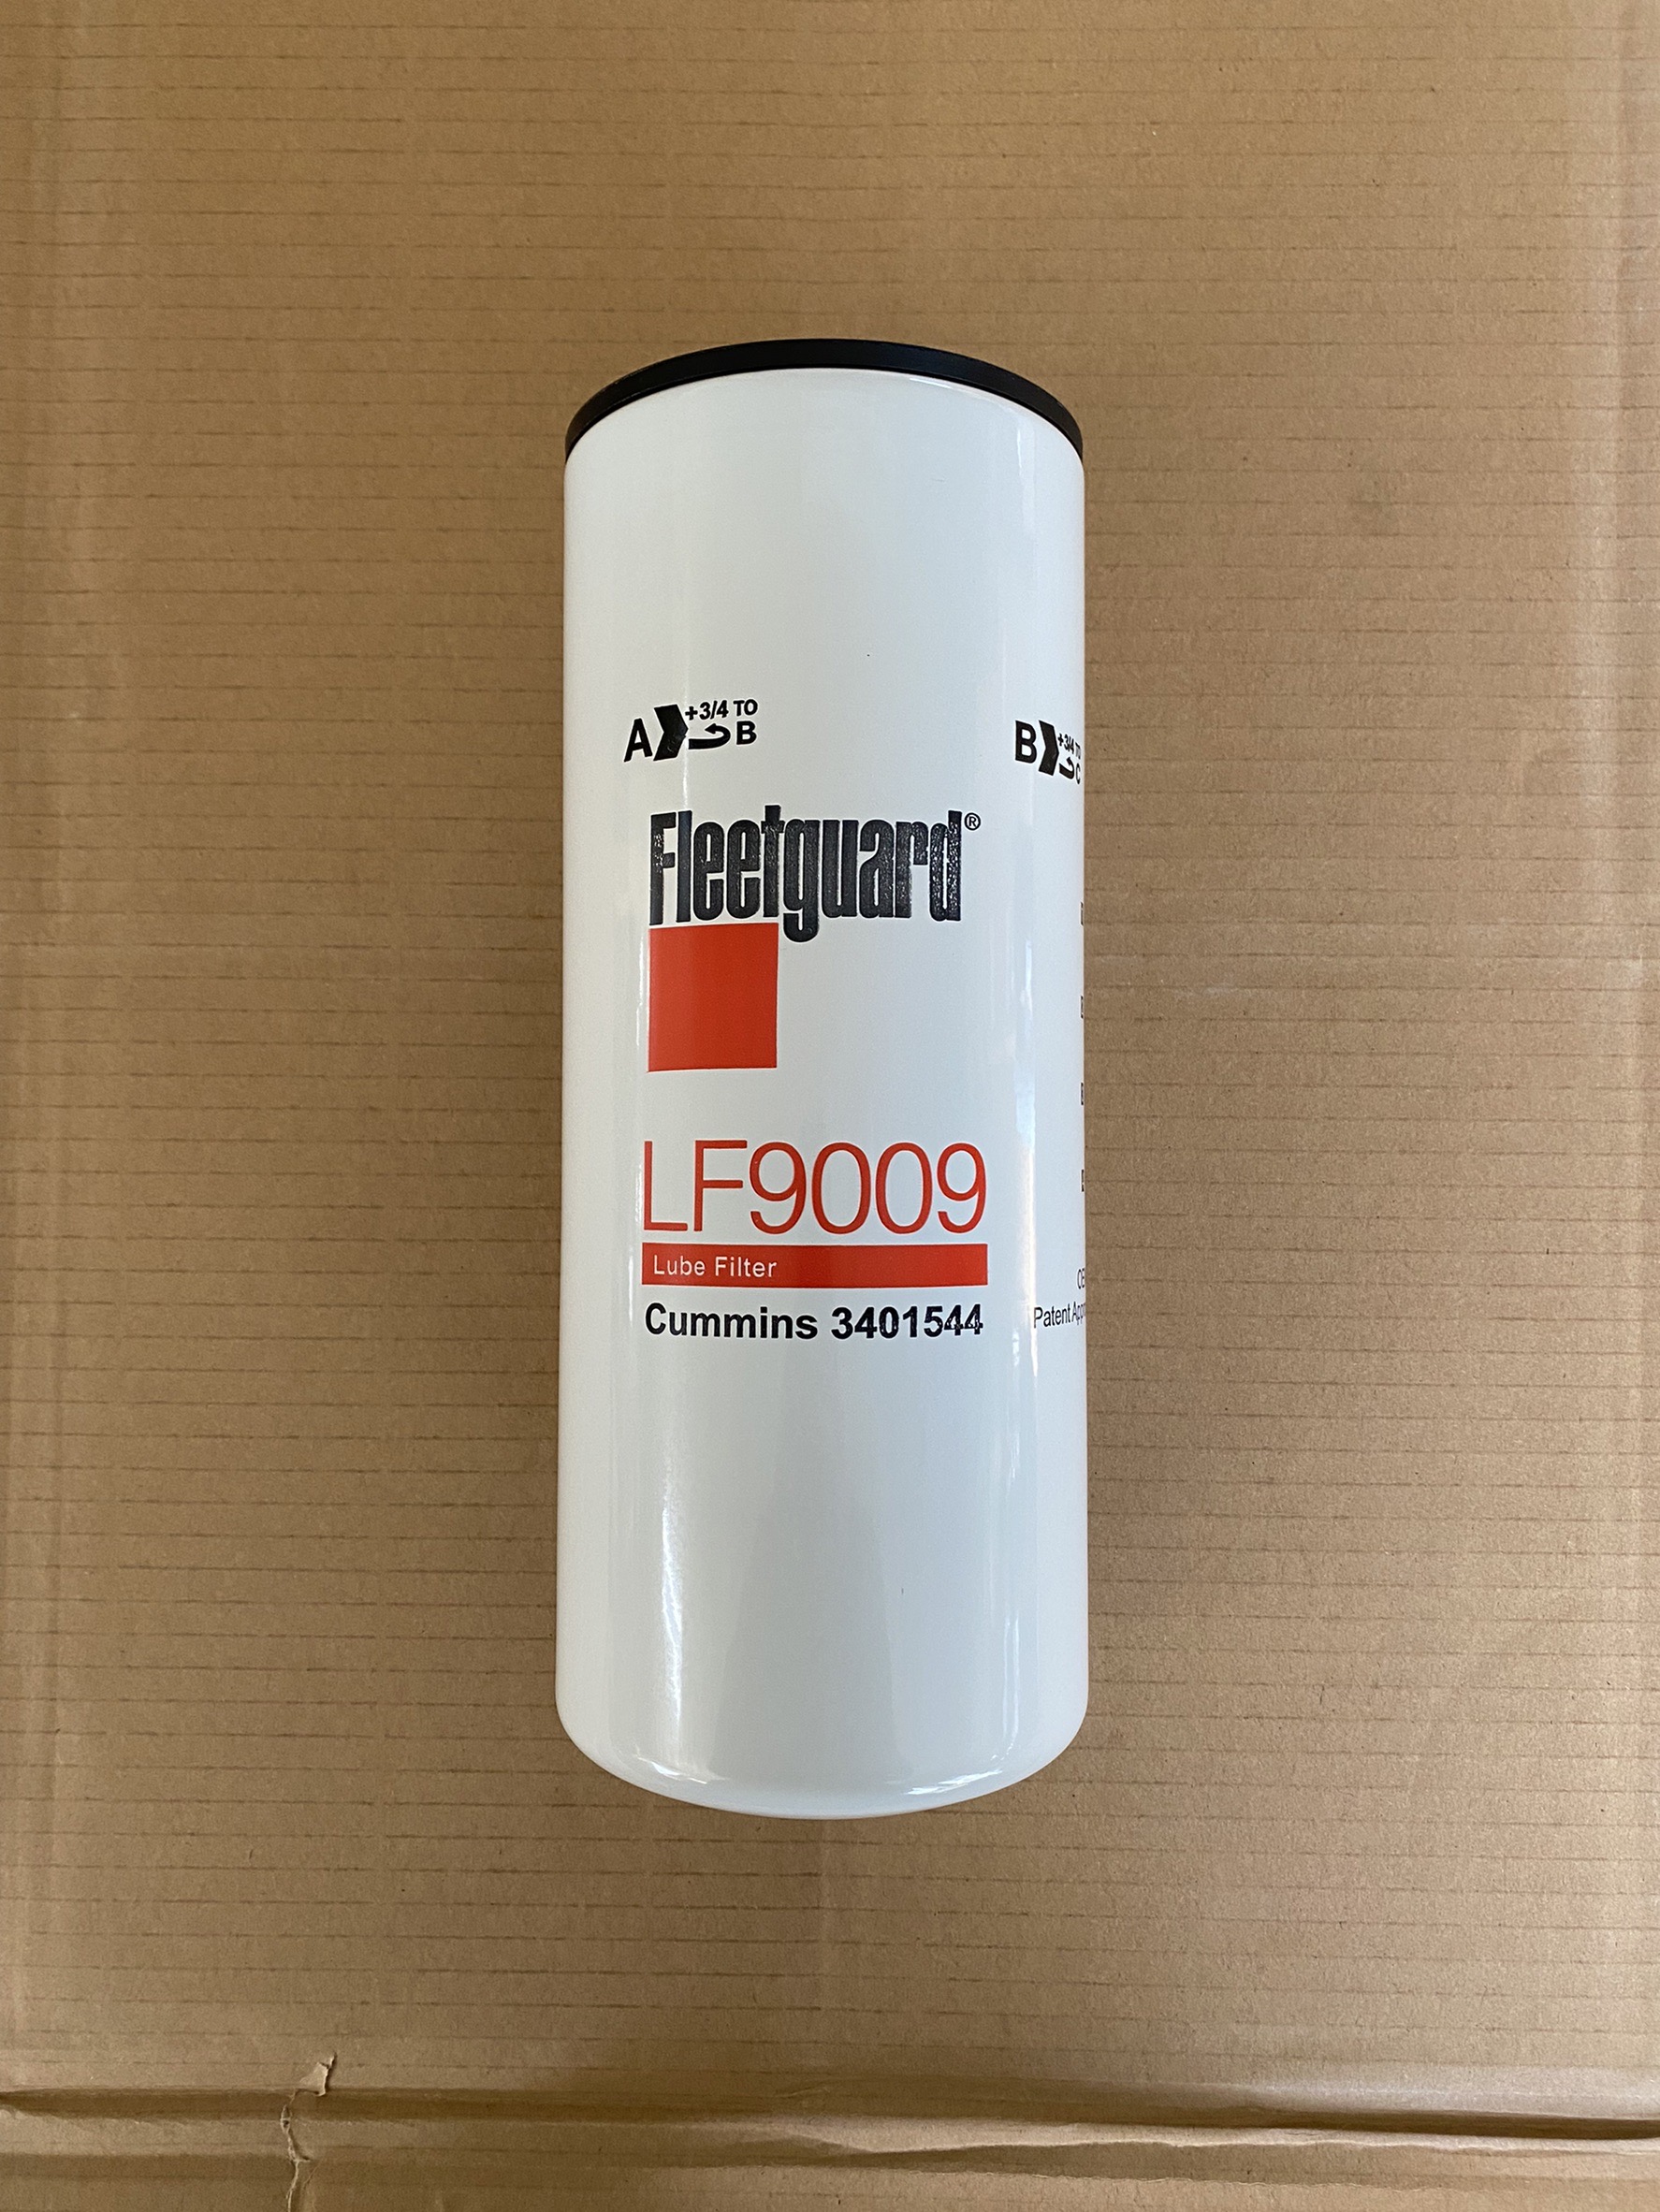 A +3/4 TO
B
B +3/4 TO
C
Fleetguard®
LF9009
Lube Filter
Cummins 3401544
Patent